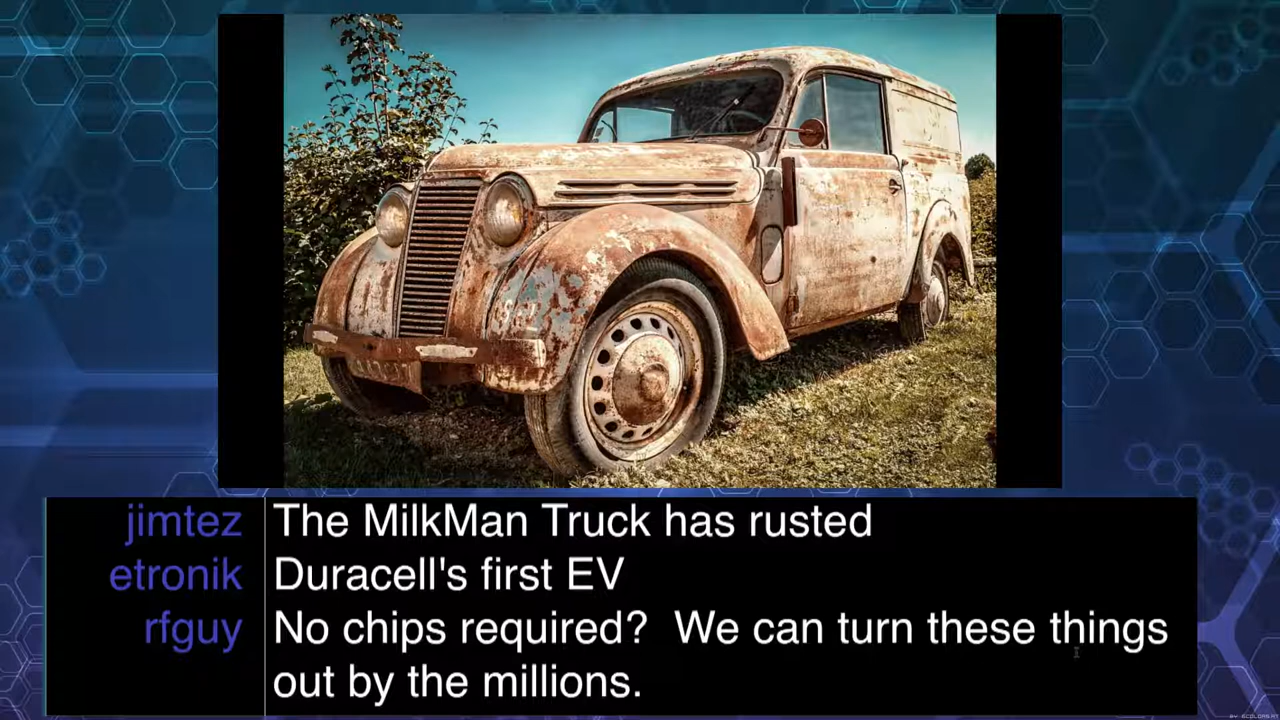 jimtez The MilkMan Truck has rusted
etronik Duracell's first EV
rfguy No chips required?  We can turn these things
out by the millions.